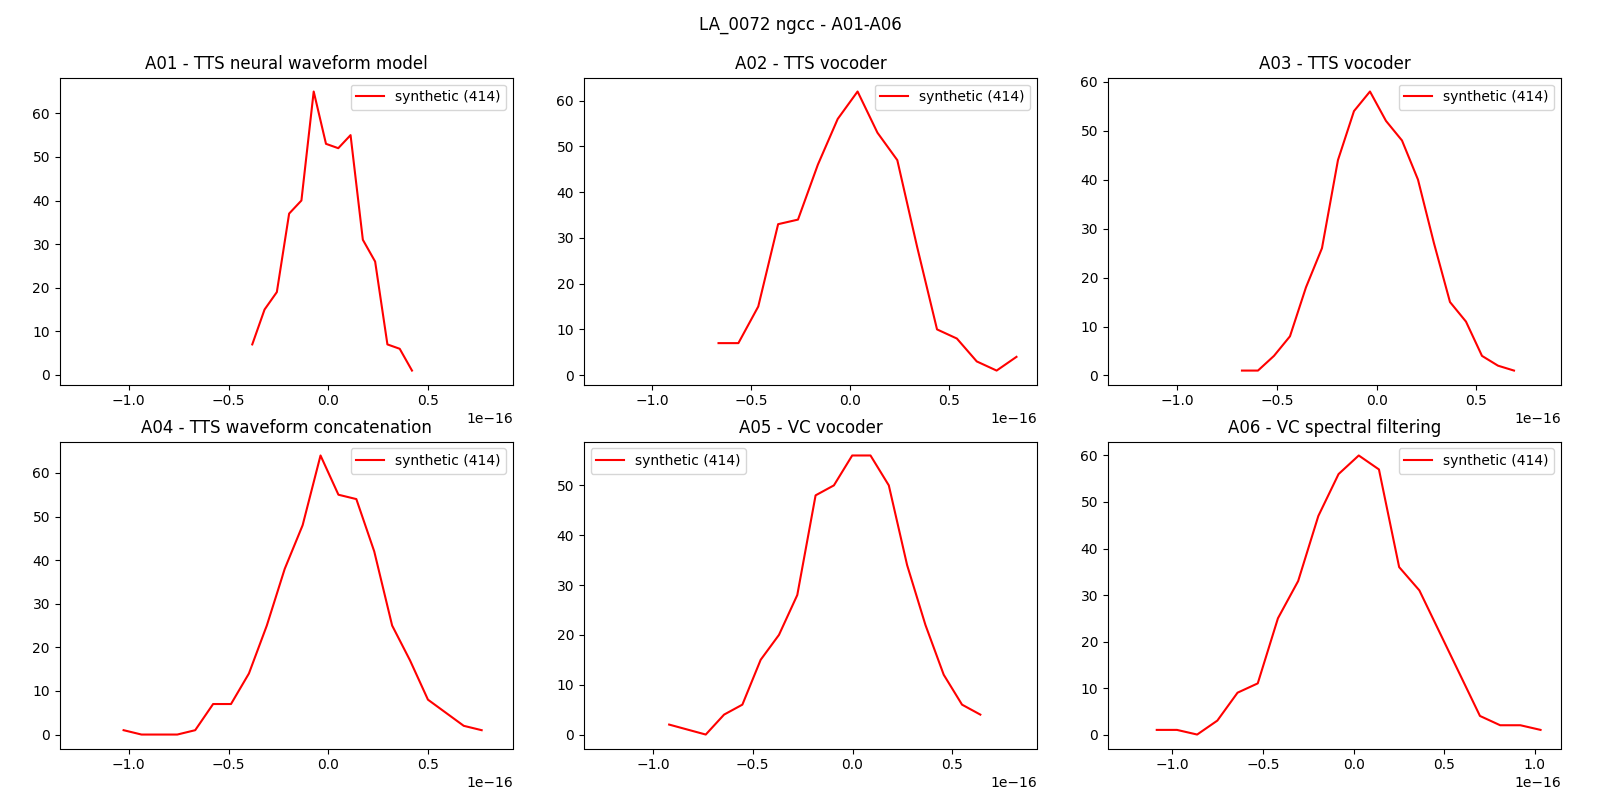 LA_0072 ngcc - A01-A06
A01 - TTS neural waveform model
synthetic (414)
60
50
40
30
20
10
0
−1.0 −0.5 0.0 0.5
1e−16
A02 - TTS vocoder
synthetic (414)
60
50
40
30
20
10
0
−1.0 −0.5 0.0 0.5
1e−16
A03 - TTS vocoder
synthetic (414)
60
50
40
30
20
10
0
−1.0 −0.5 0.0 0.5
1e−16
A04 - TTS waveform concatenation
synthetic (414)
60
50
40
30
20
10
0
−1.0 −0.5 0.0 0.5
1e−16
A05 - VC vocoder
synthetic (414)
50
40
30
20
10
0
−1.0 −0.5 0.0 0.5
1e−16
A06 - VC spectral filtering
synthetic (414)
60
50
40
30
20
10
0
−1.0 −0.5 0.0 0.5 1.0
1e−16